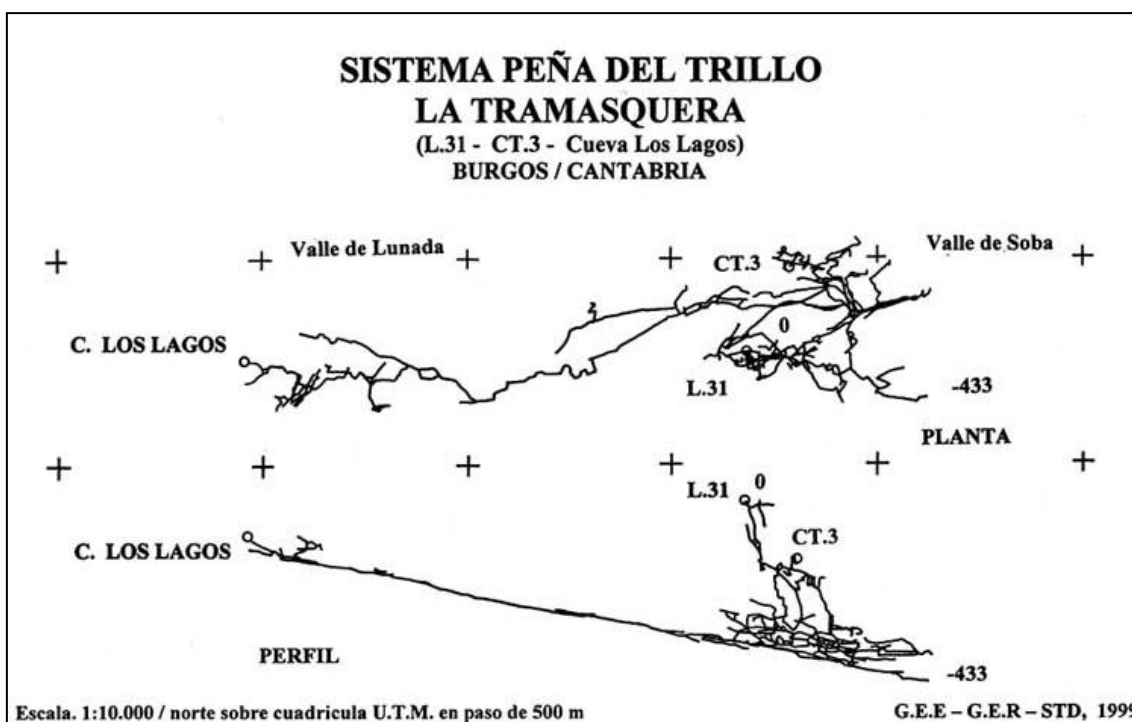 SISTEMA PEÑA DEL TRILLO
LA TRAMASQUERA
(L.31 - CT.3 - Cueva Los Lagos)
BURGOS / CANTABRIA
Valle de Lunada
CT.3
Valle de Soba
0
C. LOS LAGOS
L.31
-433
PLANTA
L.31
0
C. LOS LAGOS
CT.3
PERFIL
-433
Escala. 1:10.000 / norte sobre cuadricula U.T.M. en paso de 500 m
G.E.E – G.E.R – STD, 1999